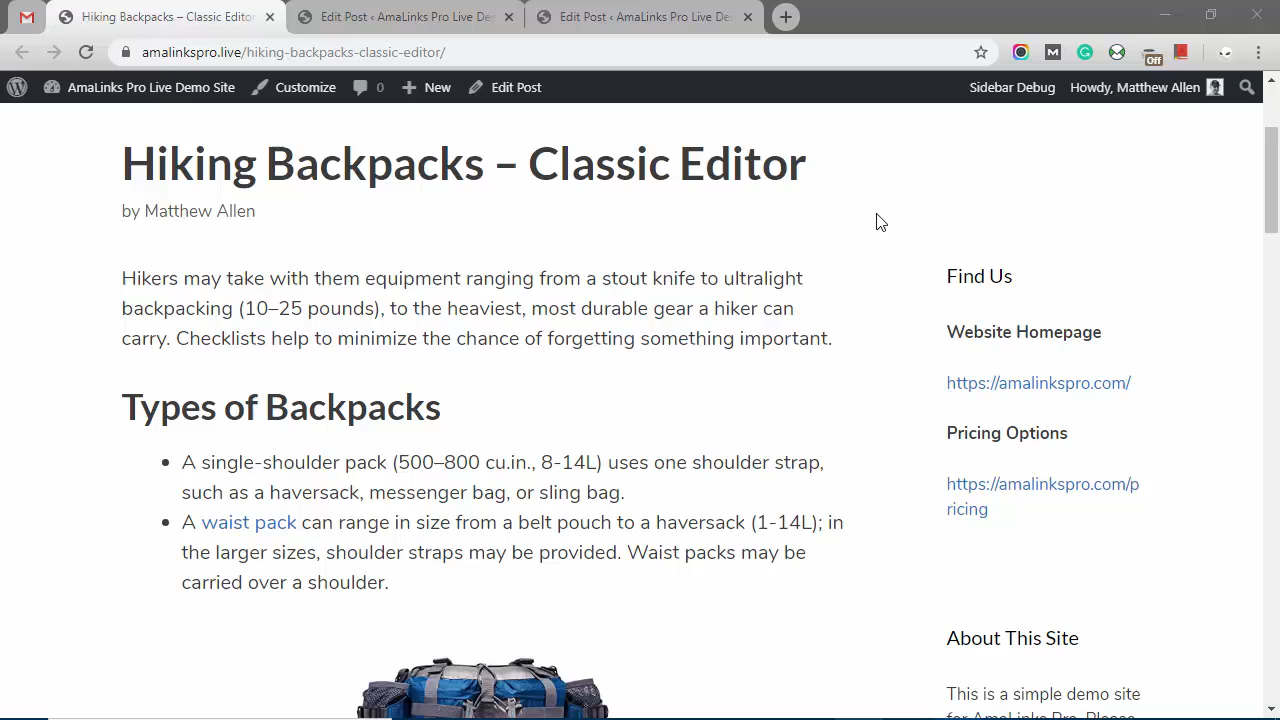 Hiking Backpacks – Classic Editor
Edit Post ‹ AmaLinks Pro Live De
Edit Post ‹ AmaLinks Pro Live De
amalinkspro.live/hiking-backpacks-classic-editor/
Off
AmaLinks Pro Live Demo Site
Customize
0
New
Edit Post
Sidebar Debug
Howdy, Matthew Allen
Hiking Backpacks – Classic Editor
by Matthew Allen
Hikers may take with them equipment ranging from a stout knife to ultralight
backpacking (10–25 pounds), to the heaviest, most durable gear a hiker can
carry. Checklists help to minimize the chance of forgetting something important.
Types of Backpacks
A single-shoulder pack (500–800 cu.in., 8-14L) uses one shoulder strap,
such as a haversack, messenger bag, or sling bag.
A waist pack can range in size from a belt pouch to a haversack (1-14L); in
the larger sizes, shoulder straps may be provided. Waist packs may be
carried over a shoulder.
Find Us
Website Homepage
https://amalinkspro.com/
Pricing Options
https://amalinkspro.com/p
ricing
About This Site
This is a simple demo site
for AmaLinks Pro. Please